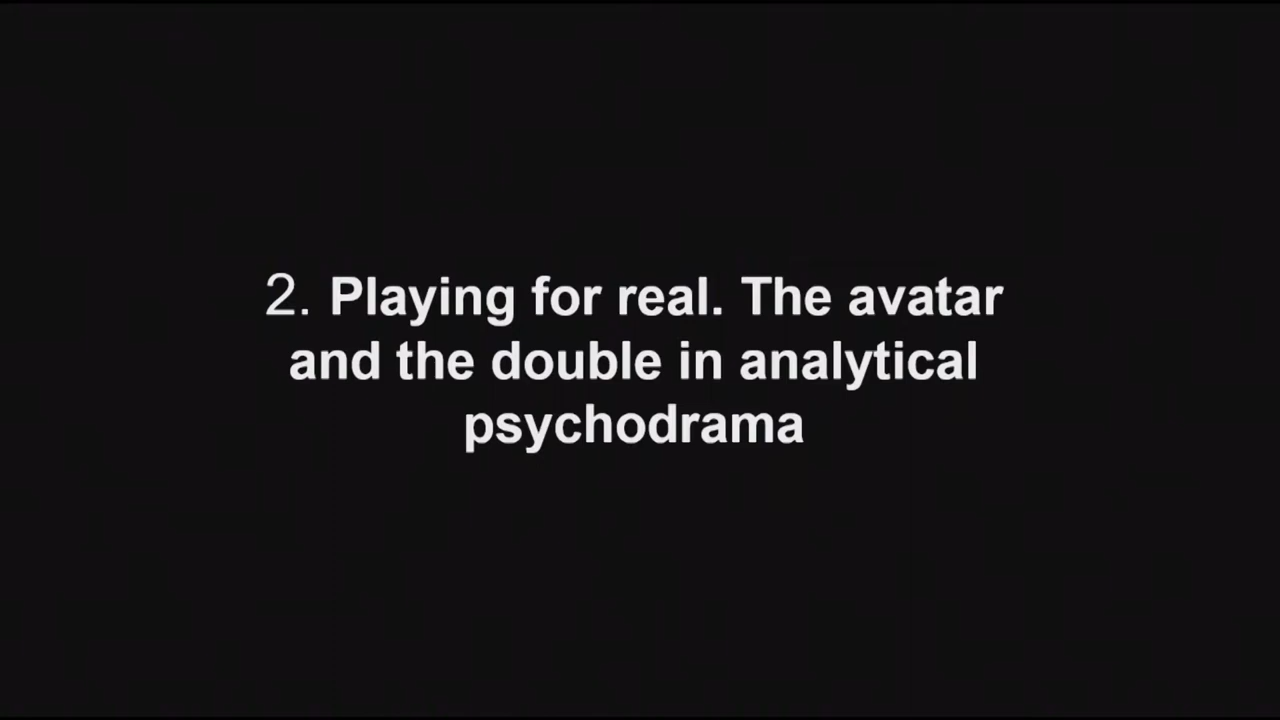 2. Playing for real. The avatar
and the double in analytical
psychodrama